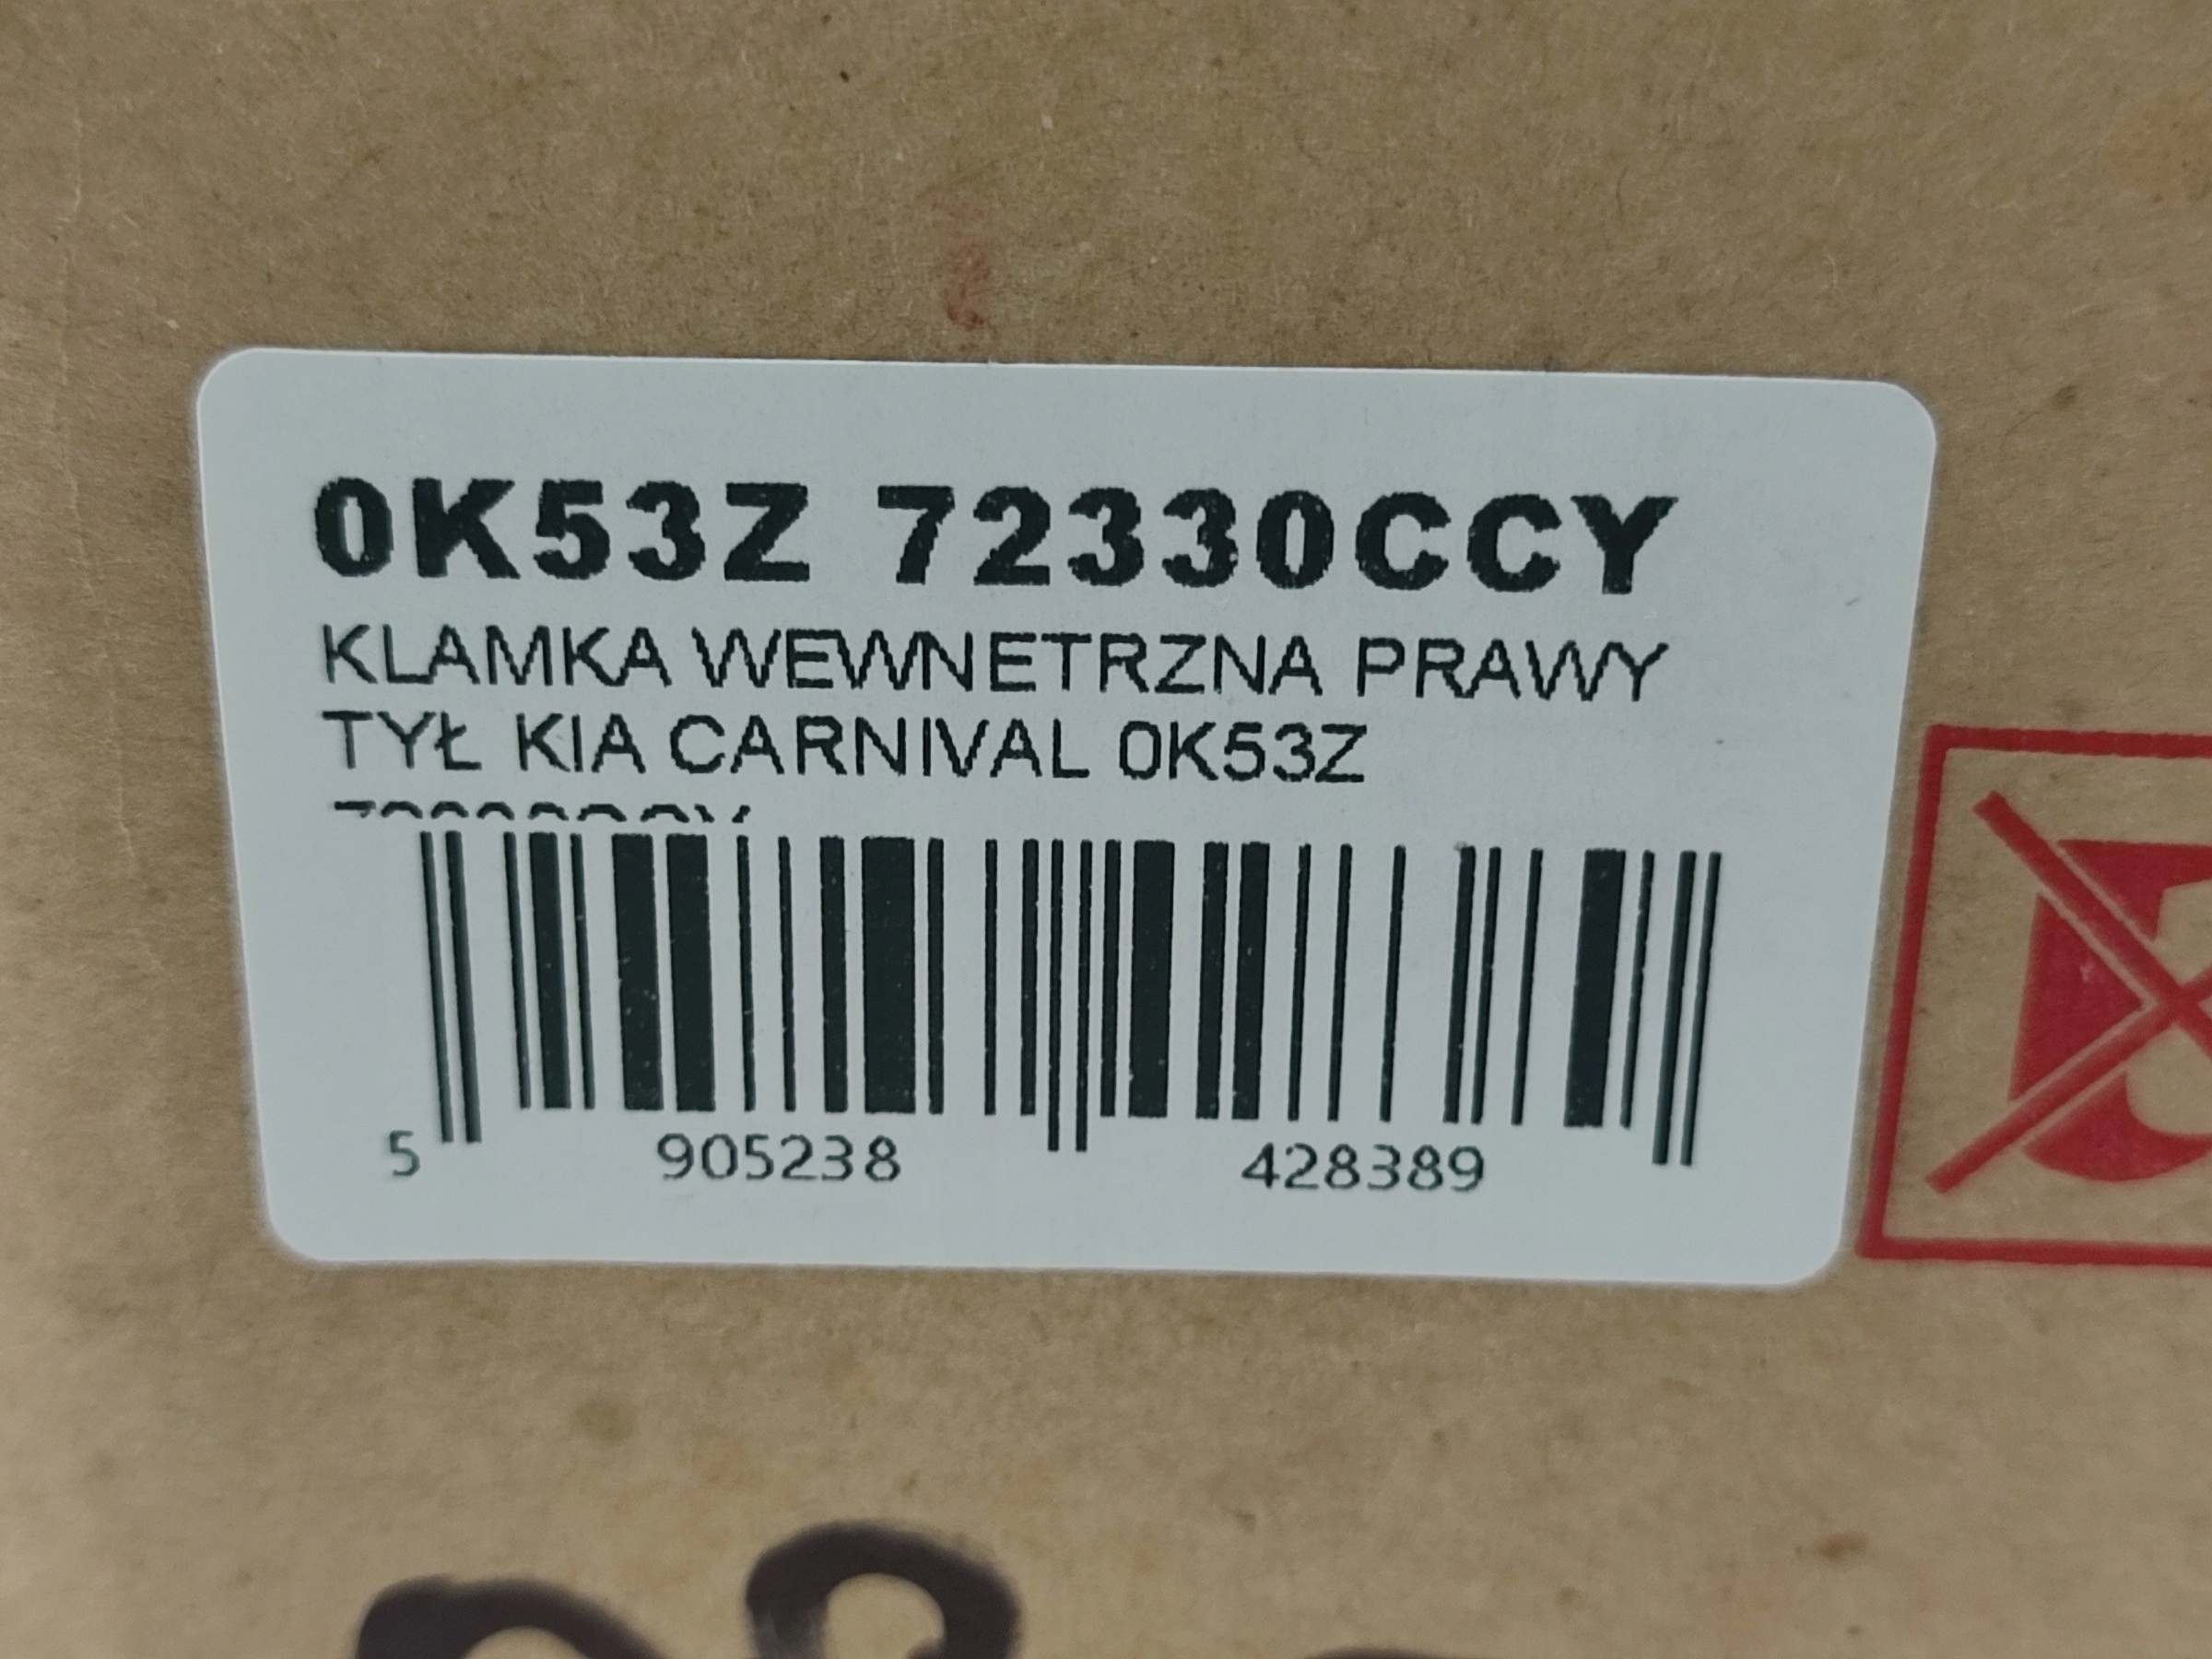 0K53Z 72330CCY
KLAMKA WEWNETRZNA PRAWY
TYŁ KIA CARNIVAL 0K53Z
5 905238 428389